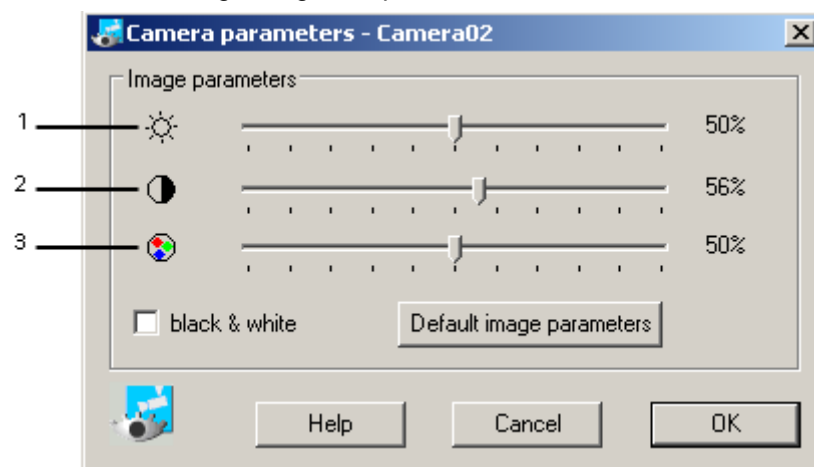 Camera parameters - Camera02
Image parameters
1 50%
2 56%
3 50%
black & white Default image parameters
Help Cancel OK